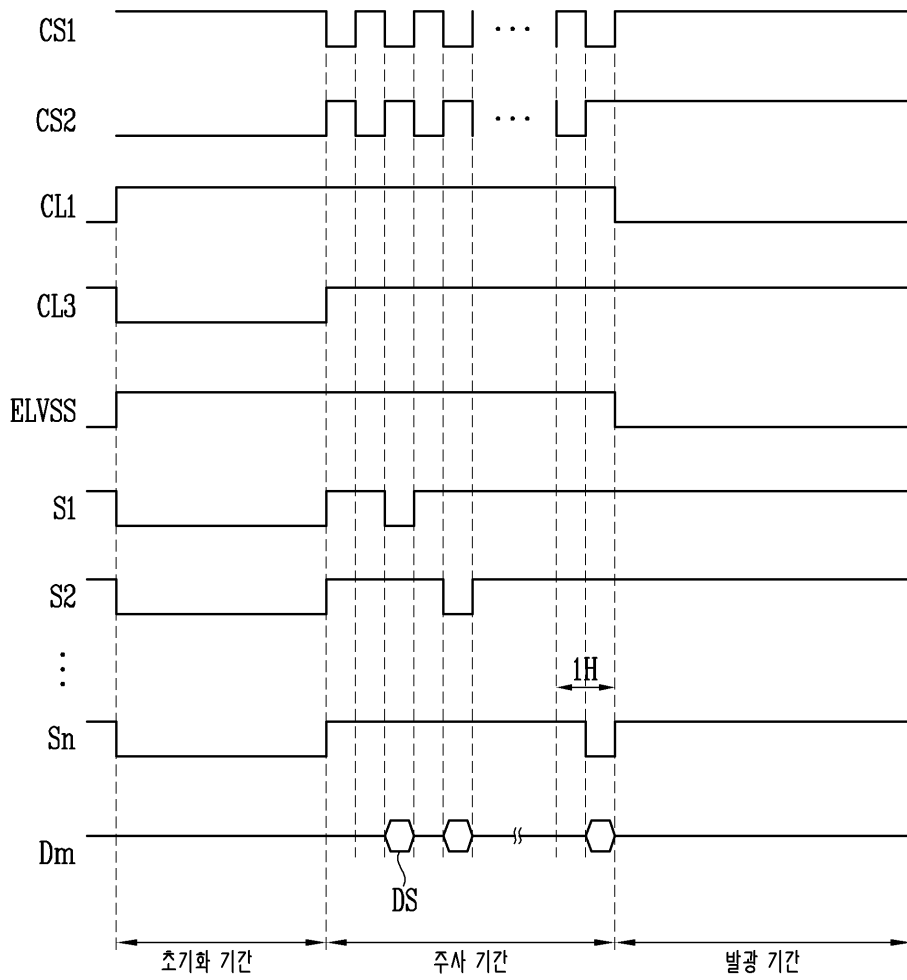 CS1
...
CS2
...
CL1
CL3
ELVSS
S1
S2
⋮
1H
Sn
Dm
DS
초기화 기간
주사 기간
발광 기간